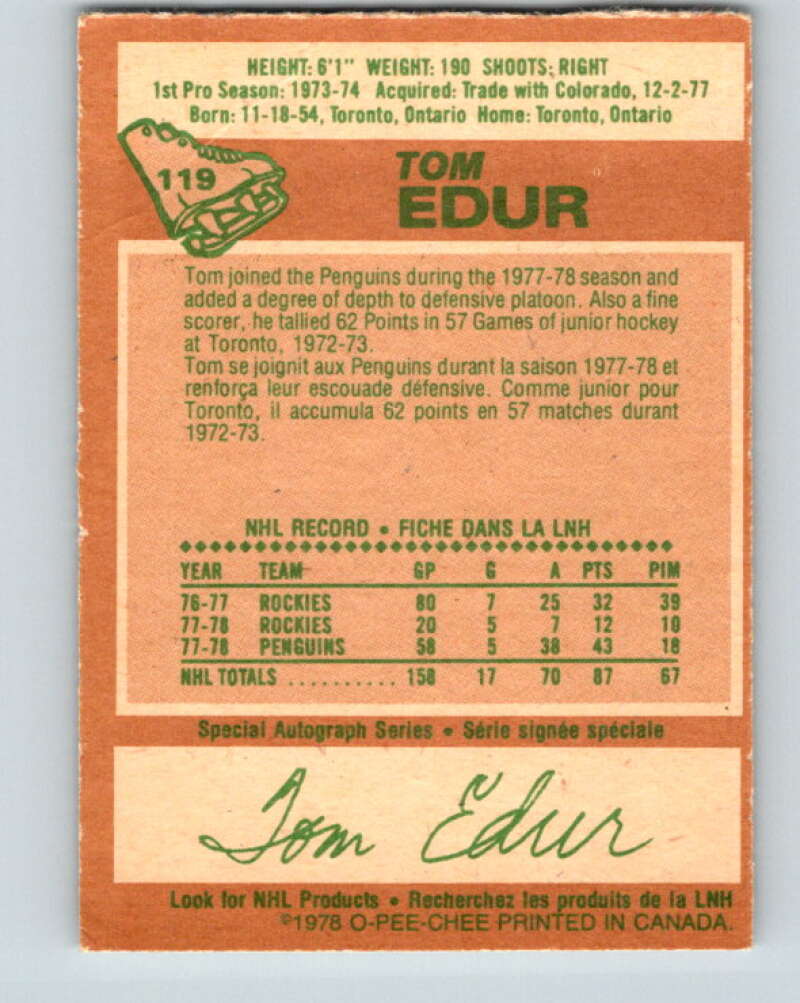 HEIGHT: 6'1" WEIGHT: 190 SHOOTS: RIGHT
1st Pro Season: 1973-74 Acquired: Trade with Colorado, 12-2-77
Born: 11-18-54, Toronto, Ontario Home: Toronto, Ontario
119
TOM
EDUR
Tom joined the Penguins during the 1977-78 season and
added a degree of depth to defensive platoon. Also a fine
scorer, he tallied 62 Points in 57 Games of junior hockey
at Toronto, 1972-73.
Tom se joignit aux Penguins durant la saison 1977-78 et
renforça leur escouade défensive. Comme junior pour
Toronto, il accumula 62 points en 57 matches durant
1972-73.
NHL RECORD • FICHE DANS LA LNH
YEAR TEAM GP G A PTS PIM
76-77 ROCKIES 80 7 25 32 39
77-78 ROCKIES 20 5 7 12 10
77-78 PENGUINS 58 5 38 43 18
NHL TOTALS .......... 158 17 70 87 67
Special Autograph Series • Série signée spéciale
Tom Edur
Look for NHL Products • Recherchez les produits de la LNH
©1978 O-PEE-CHEE PRINTED IN CANADA.